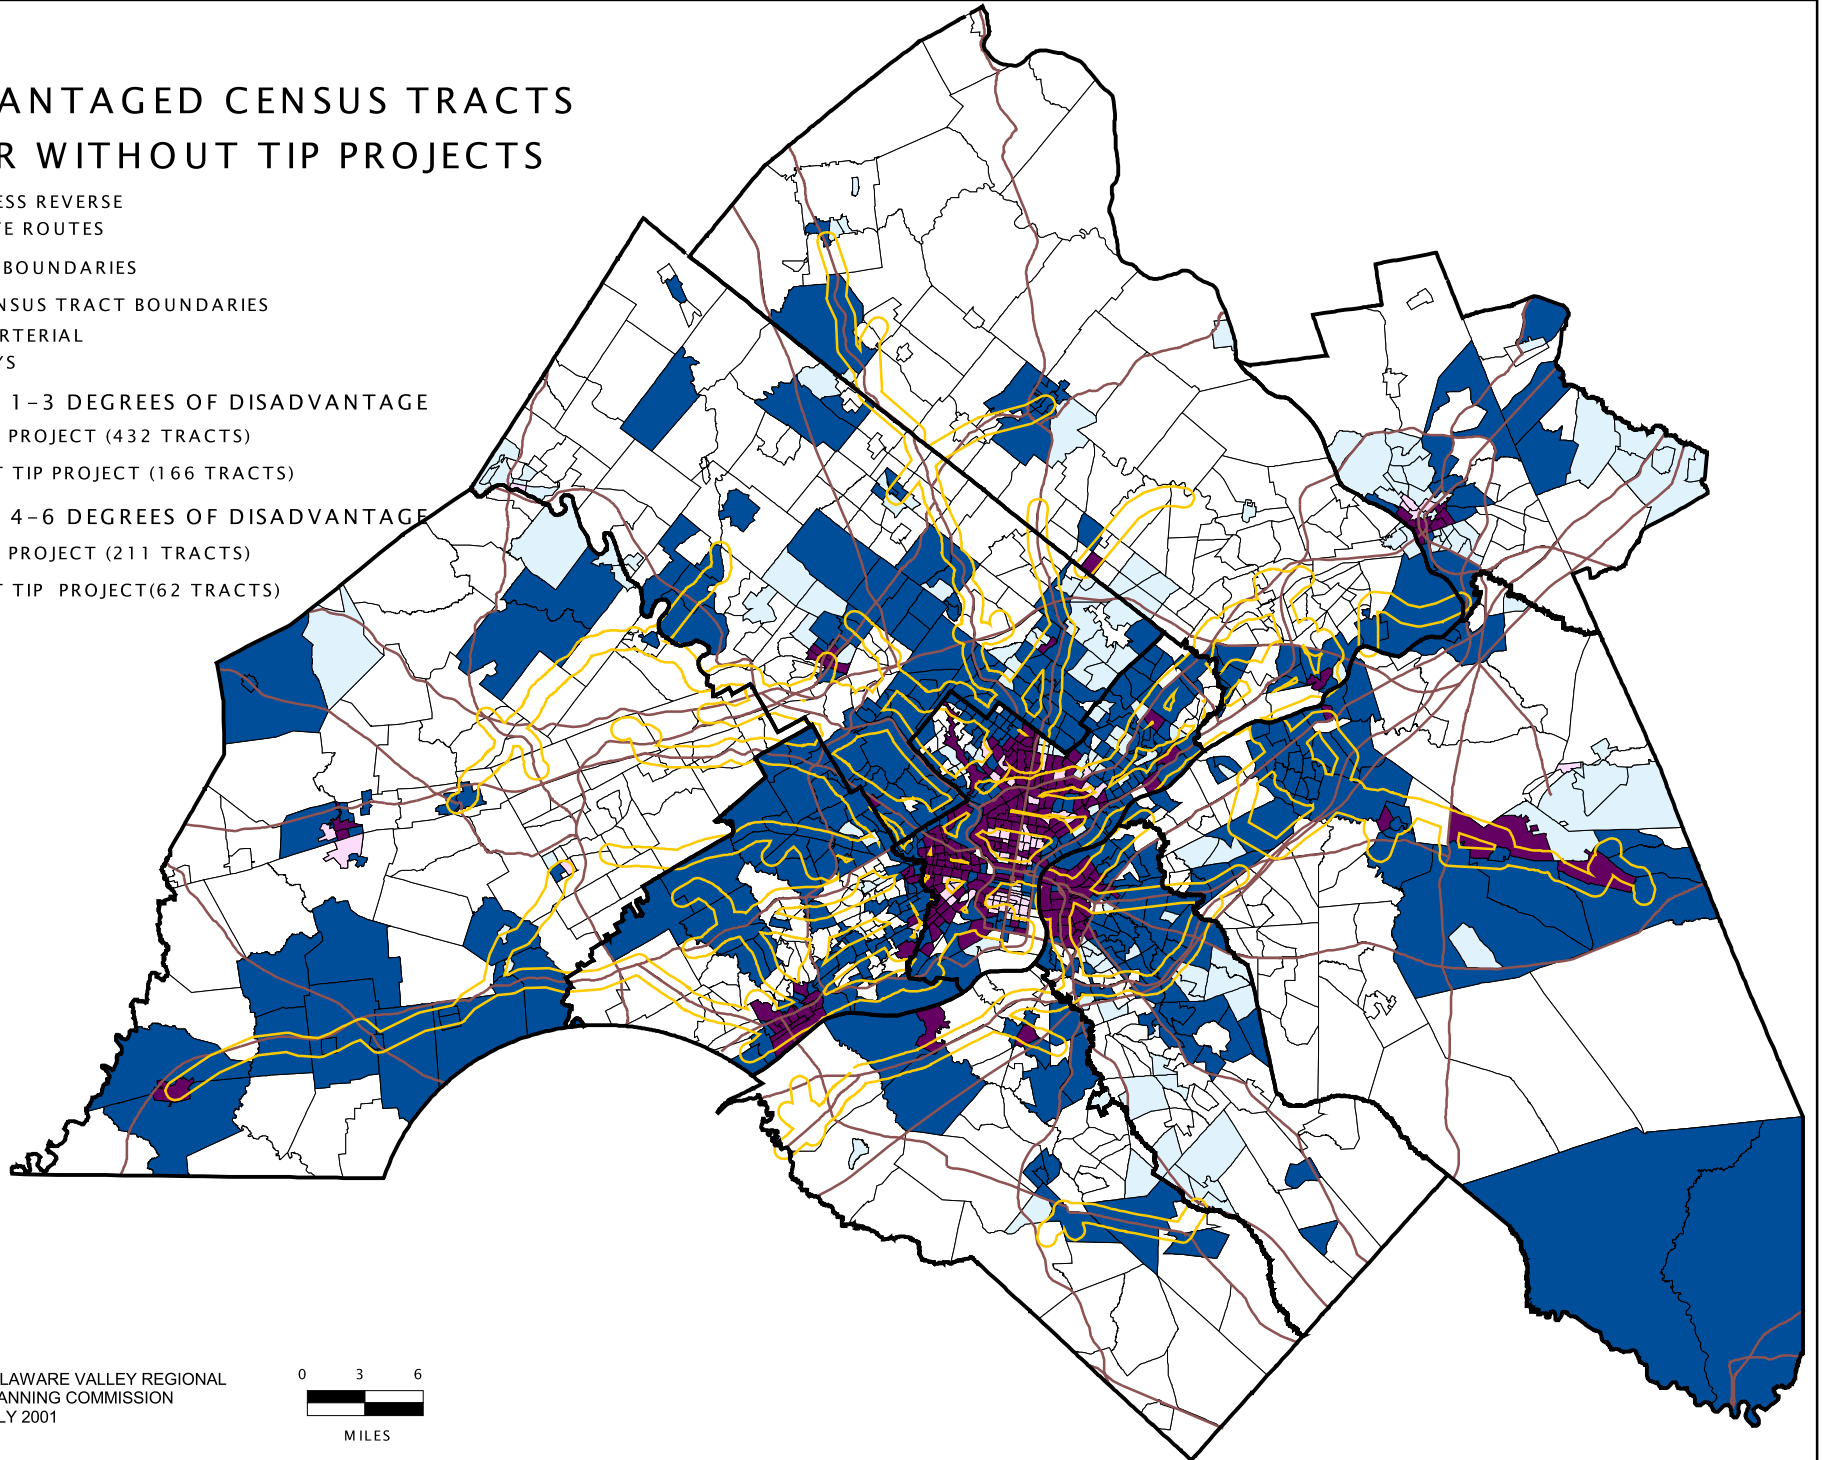 ANTAGED CENSUS TRACTS
R WITHOUT TIP PROJECTS
ESS REVERSE
TE ROUTES
BOUNDARIES
NSUS TRACT BOUNDARIES
RTERIAL
YS
1-3 DEGREES OF DISADVANTAGE
PROJECT (432 TRACTS)
T TIP PROJECT (166 TRACTS)
4-6 DEGREES OF DISADVANTAGE
PROJECT (211 TRACTS)
T TIP PROJECT(62 TRACTS)
LAWARE VALLEY REGIONAL
ANNING COMMISSION
LY 2001
0 3 6
MILES